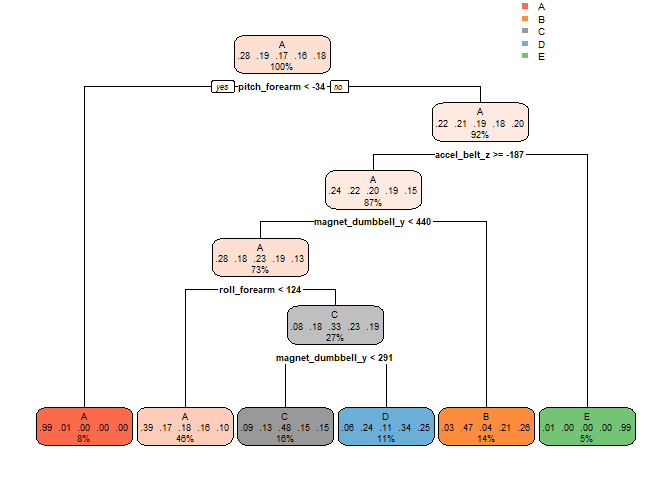 A
B
C
D
E
A
.28 .19 .17 .16 .18
100%
yes pitch_forearm < -34 no
A
.22 .21 .19 .18 .20
92%
accel_belt_z >= -187
A
.24 .22 .20 .19 .15
87%
magnet_dumbbell_y < 440
A
.28 .18 .23 .19 .13
73%
roll_forearm < 124
C
.08 .18 .33 .23 .19
27%
magnet_dumbbell_y < 291
A
.99 .01 .00 .00 .00
8%
A
.39 .17 .18 .16 .10
46%
C
.09 .13 .48 .15 .15
16%
D
.06 .24 .11 .34 .25
11%
B
.03 .47 .04 .21 .26
14%
E
.01 .00 .00 .00 .99
5%